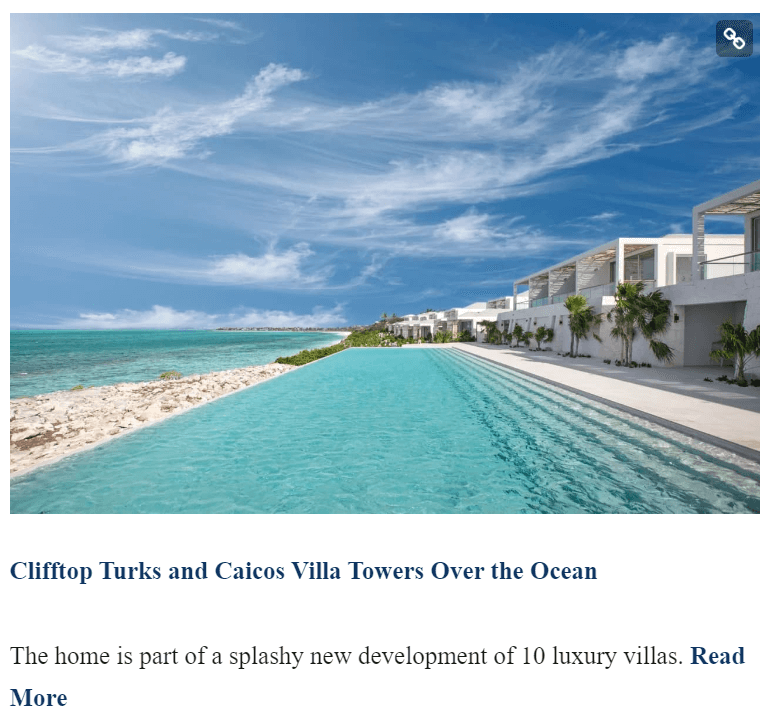 Clifftop Turks and Caicos Villa Towers Over the Ocean
The home is part of a splashy new development of 10 luxury villas. Read
More